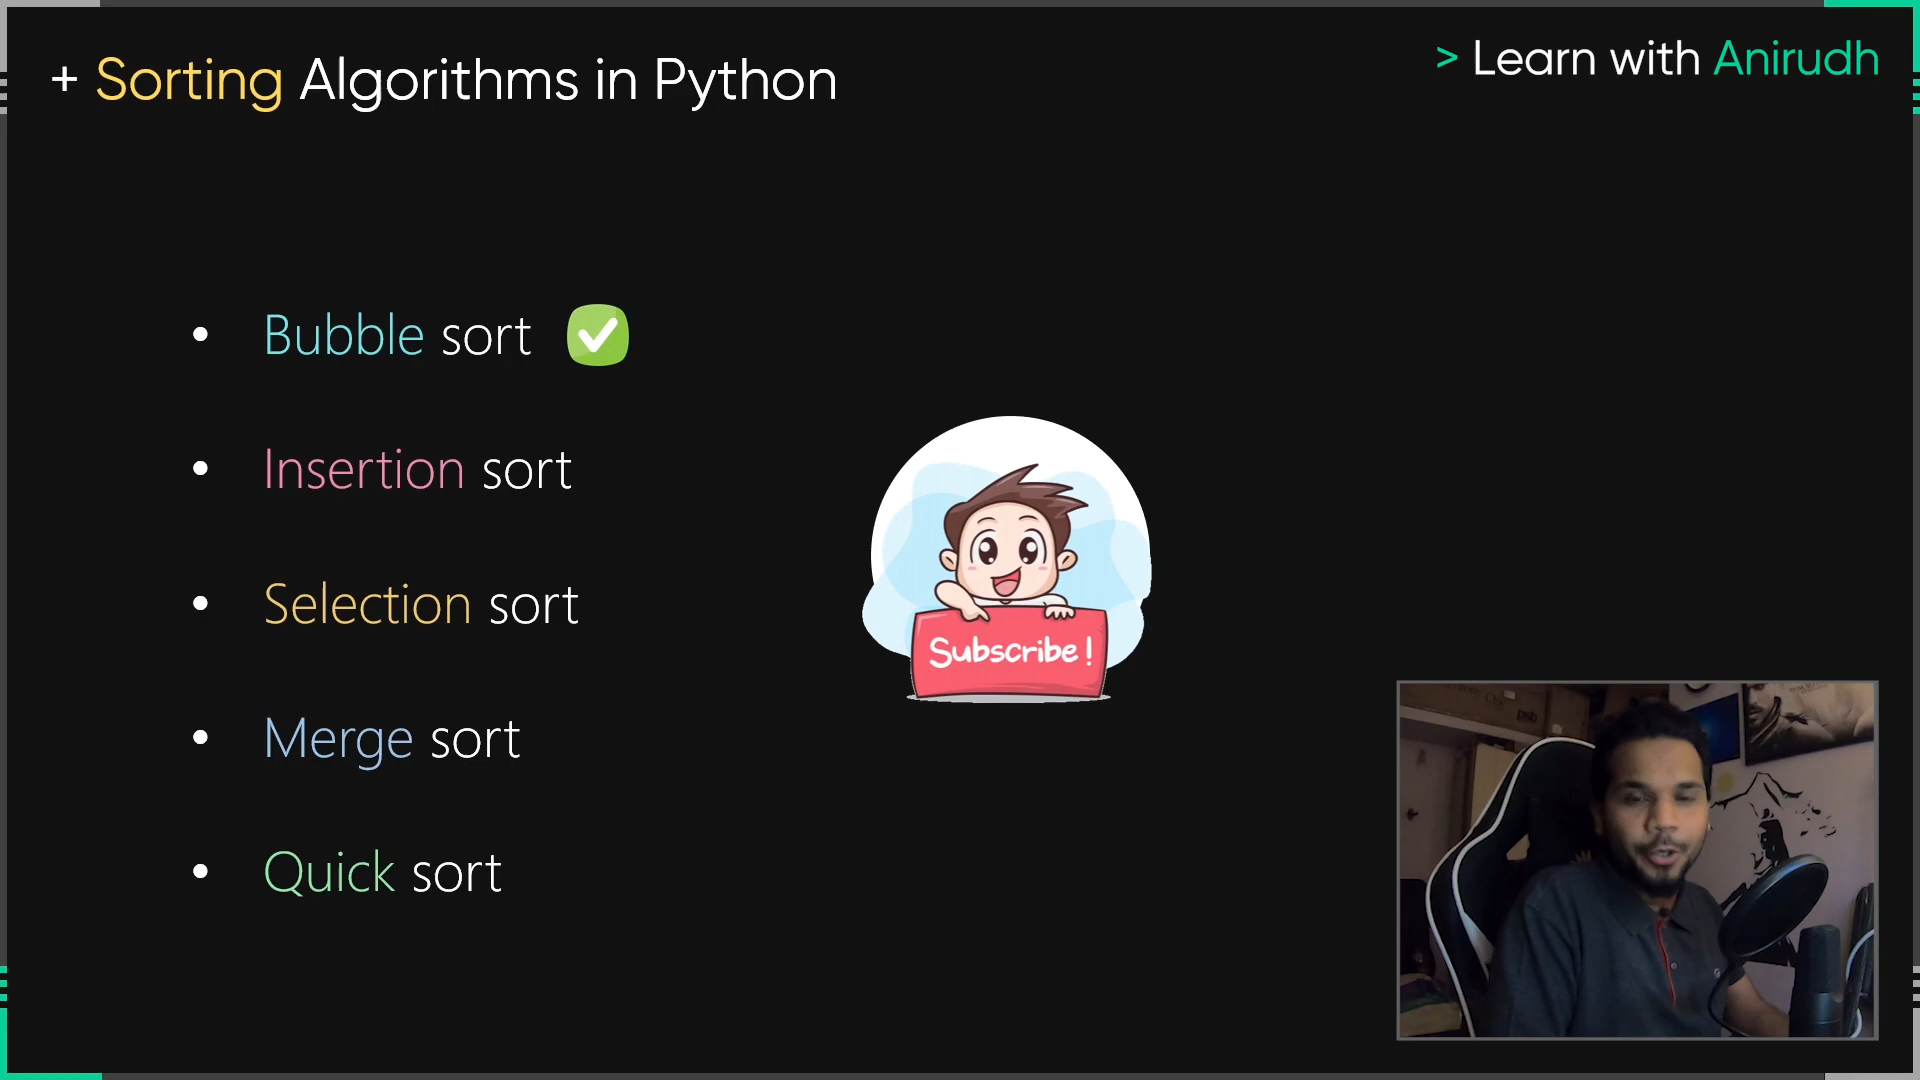 + Sorting Algorithms in Python
> Learn with Anirudh
• Bubble sort ✅
• Insertion sort
• Selection sort
• Merge sort
• Quick sort
Subscribe!